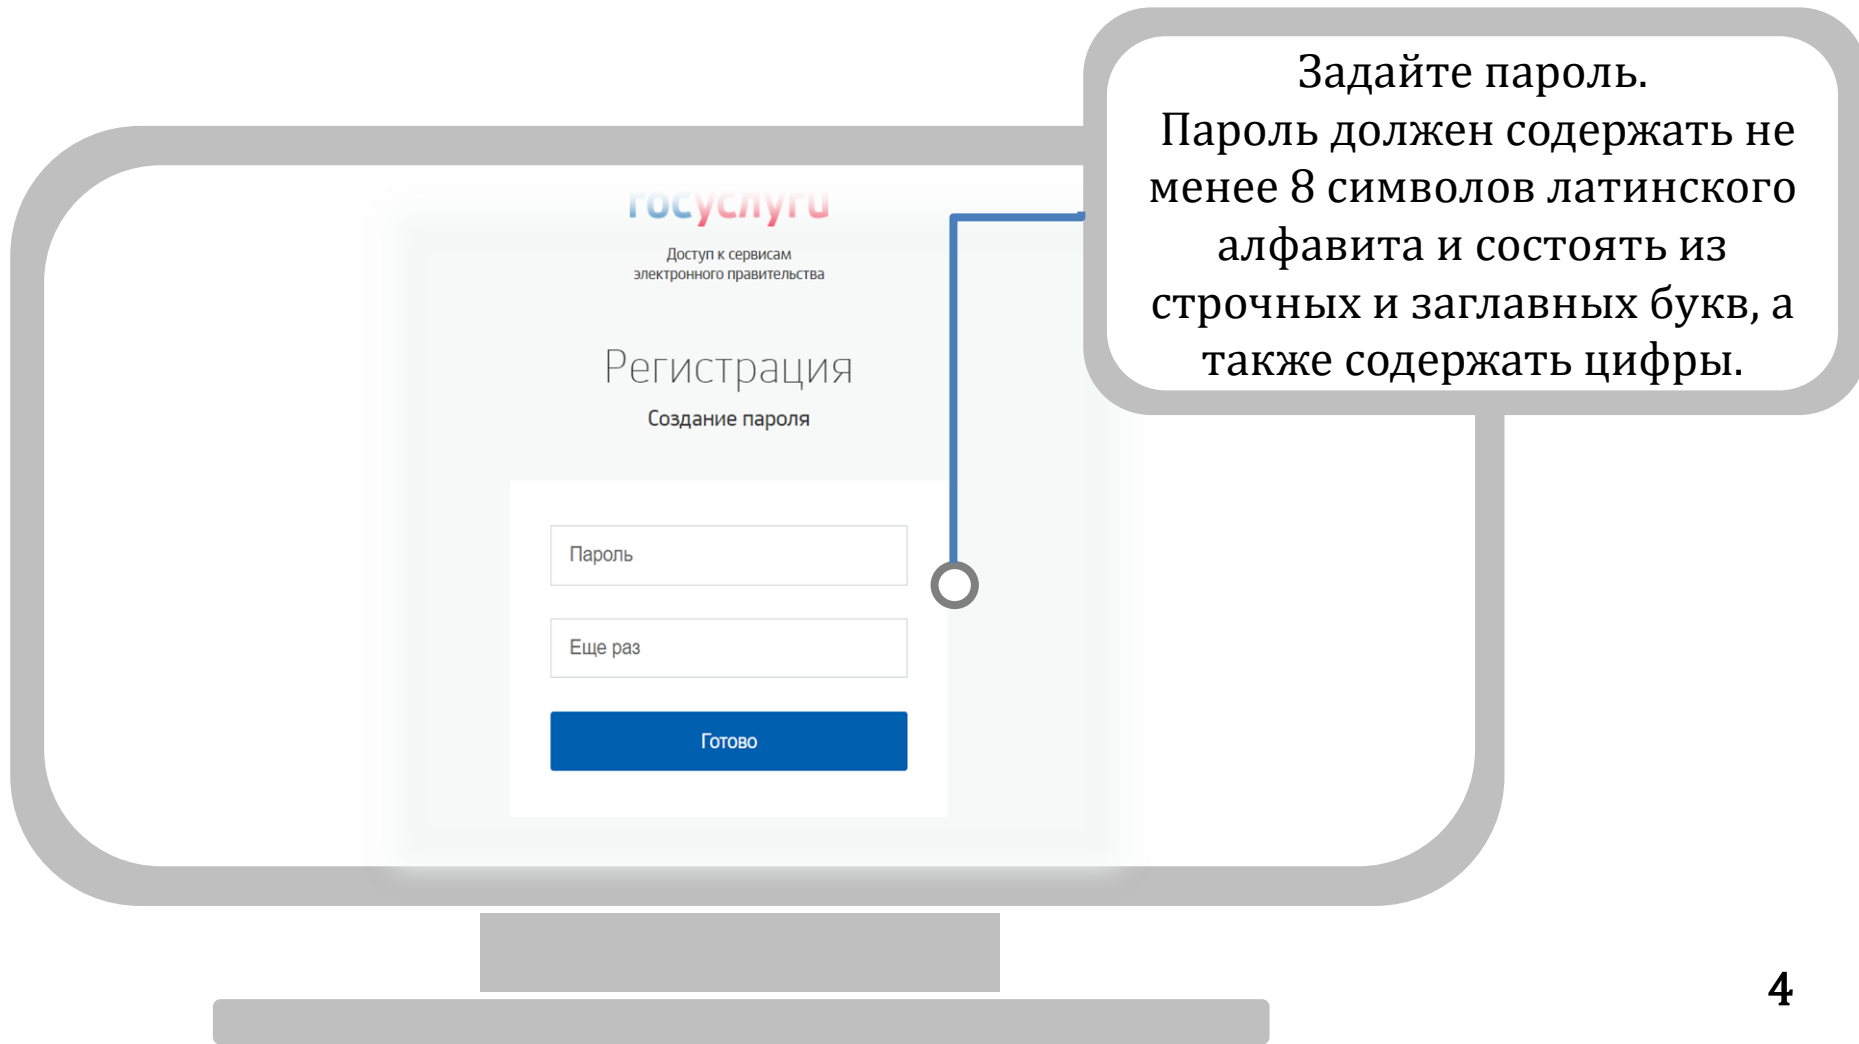 Задайте пароль.
Пароль должен содержать не
менее 8 символов латинского
алфавита и состоять из
строчных и заглавных букв, а
также содержать цифры.
госуслуги
Доступ к сервисам
электронного правительства
Регистрация
Создание пароля
Пароль
Еще раз
Готово
4